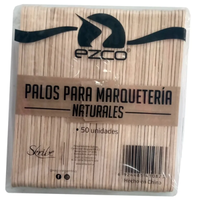 ezco
PALOS PARA MARQUETERÍA
NATURALES
• 50 unidades